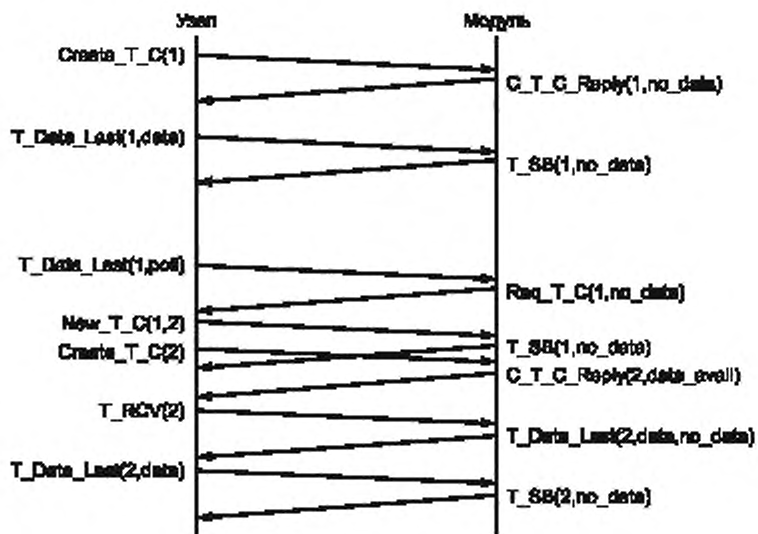 Узел
Модуль
Create_T_C(1)
C_T_C_Reply(1,no_data)
T_Data_Last(1,data)
T_SB(1,no_data)
T_Data_Last(1,poll)
Req_T_C(1,no_data)
New_T_C(1,2)
T_SB(1,no_data)
Create_T_C(2)
C_T_C_Reply(2,data_avail)
T_RCV(2)
T_Data_Last(2,data,no_data)
T_Data_Last(2,data)
T_SB(2,no_data)